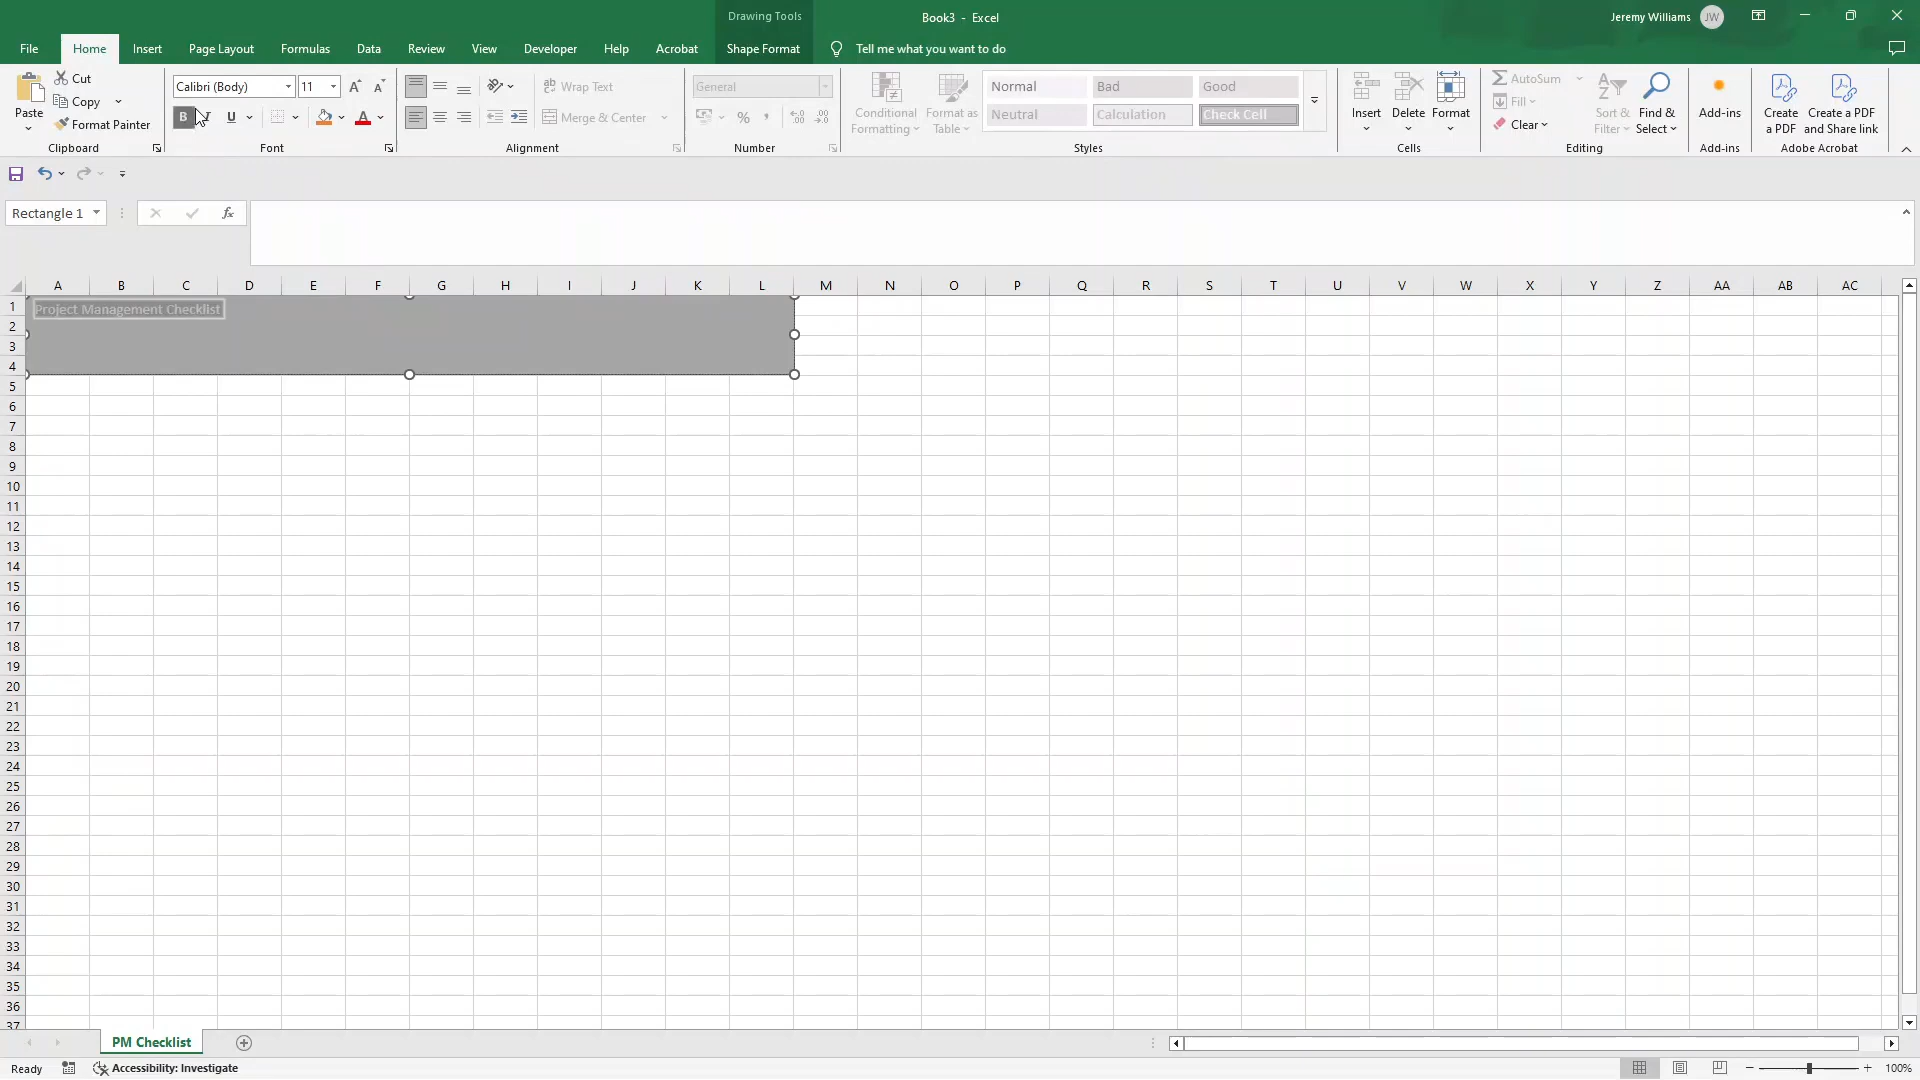 Drawing Tools
Book3 - Excel
Jeremy Williams
JW
File
Home
Insert
Page Layout
Formulas
Data
Review
View
Developer
Help
Acrobat
Shape Format
Tell me what you want to do
Paste
Cut
Copy
Format Painter
Clipboard
Calibri (Body)
11
B
I
U
Font
Wrap Text
Merge & Center
Alignment
General
%
Number
Conditional Formatting
Format as Table
Normal
Bad
Good
Neutral
Calculation
Check Cell
Styles
Insert
Delete
Format
Cells
AutoSum
Fill
Clear
Sort & Filter
Find & Select
Editing
Add-ins
Add-ins
Create a PDF
Create a PDF and Share link
Adobe Acrobat
Rectangle 1
fx
A B C D E F G H I J K L M N O P Q R S T U V W X Y Z AA AB AC
1
Project Management Checklist
2
3
4
5
6
7
8
9
10
11
12
13
14
15
16
17
18
19
20
21
22
23
24
25
26
27
28
29
30
31
32
33
34
35
36
37
PM Checklist
Ready
Accessibility: Investigate
100%